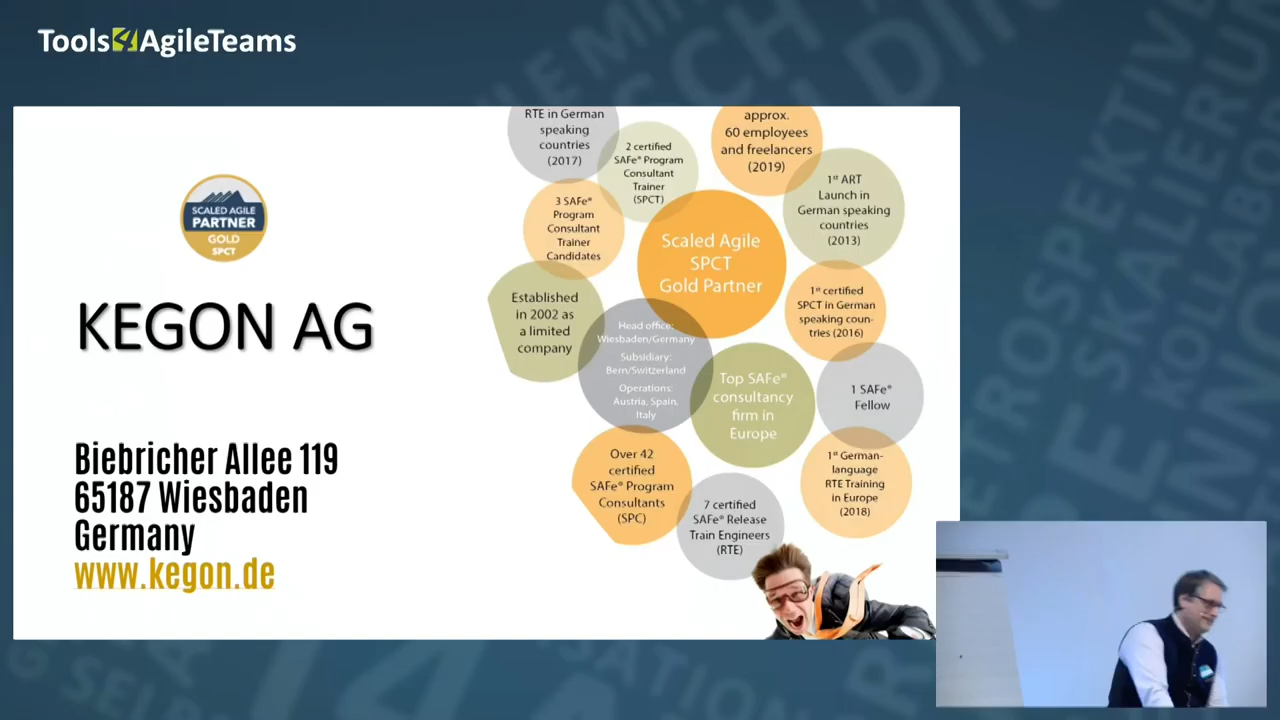 Tools4AgileTeams
SCALED AGILE
PARTNER
GOLD
SPCT
KEGON AG
Biebricher Allee 119
65187 Wiesbaden
Germany
www.kegon.de
RTE in German
speaking
countries
(2017)
2 certified
SAFe® Program
Consultant
Trainer
(SPCT)
approx.
60 employees
and freelancers
(2019)
1st ART
Launch in
German speaking
countries
(2013)
3 SAFe®
Program
Consultant
Trainer
Candidates
Scaled Agile
SPCT
Gold Partner
Established
in 2002 as
a limited
company
Head office:
Wiesbaden/Germany
Subsidiary:
Bern/Switzerland
Operations:
Austria, Spain,
Italy
1st certified
SPCT in German
speaking coun-
tries (2016)
Top SAFe®
consultancy
firm in
Europe
1 SAFe®
Fellow
Over 42
certified
SAFe® Program
Consultants
(SPC)
7 certified
SAFe® Release
Train Engineers
(RTE)
1st German-
language
RTE Training
in Europe
(2018)